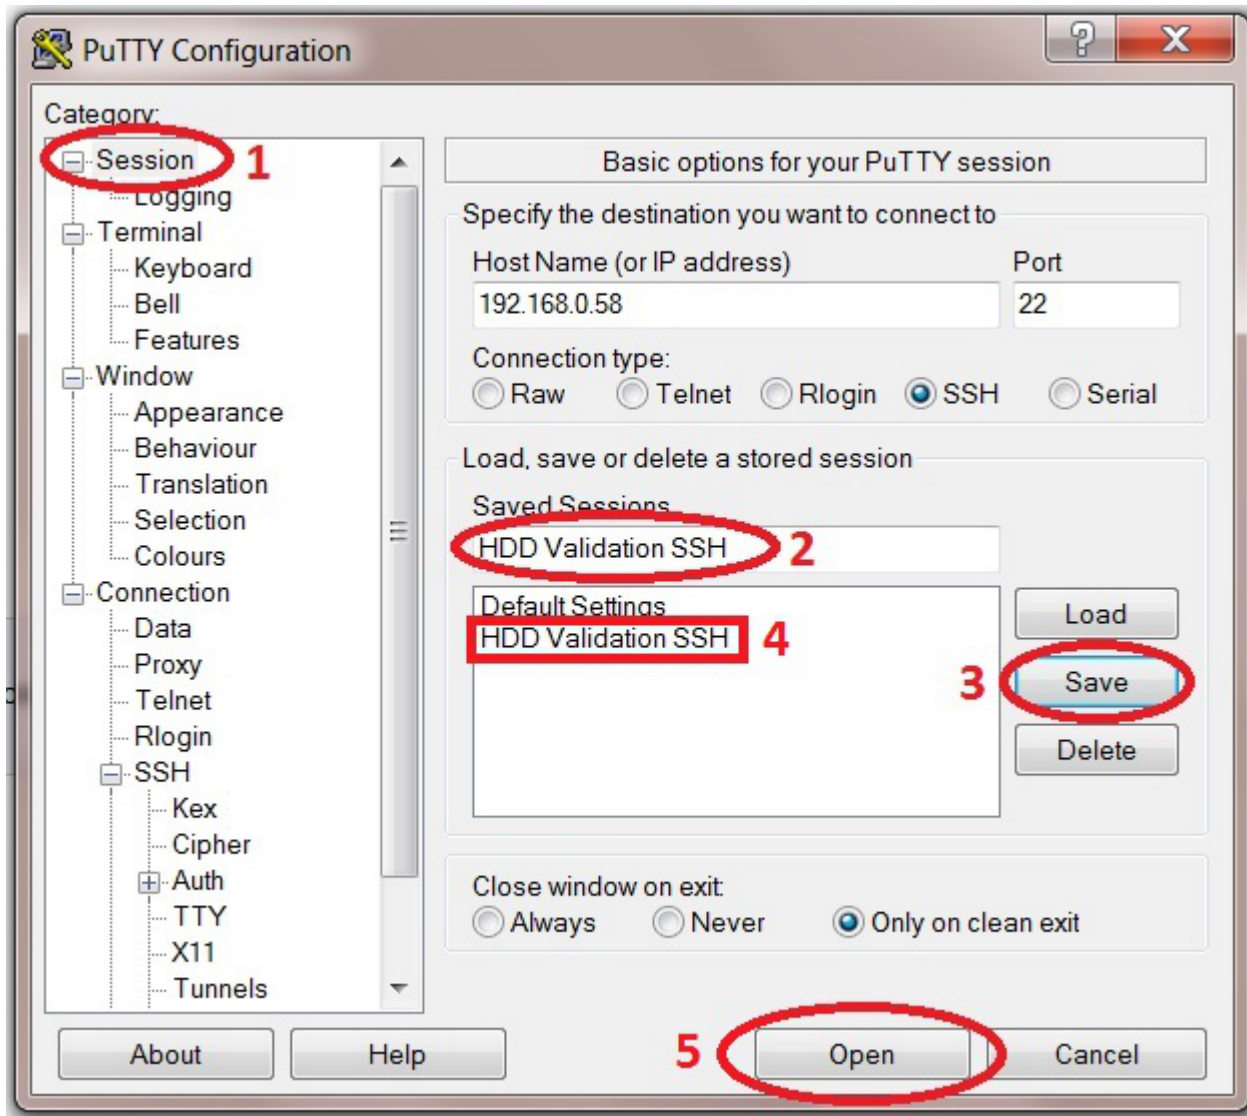 PuTTY Configuration
Category:
Session 1
Logging
Terminal
Keyboard
Bell
Features
Window
Appearance
Behaviour
Translation
Selection
Colours
Connection
Data
Proxy
Telnet
Rlogin
SSH
Kex
Cipher
Auth
TTY
X11
Tunnels
Basic options for your PuTTY session
Specify the destination you want to connect to
Host Name (or IP address) Port
192.168.0.58 22
Connection type:
Raw Telnet Rlogin SSH Serial
Load, save or delete a stored session
Saved Sessions
HDD Validation SSH 2
Default Settings
HDD Validation SSH 4
Load
3 Save
Delete
Close window on exit:
Always Never Only on clean exit
About Help 5 Open Cancel